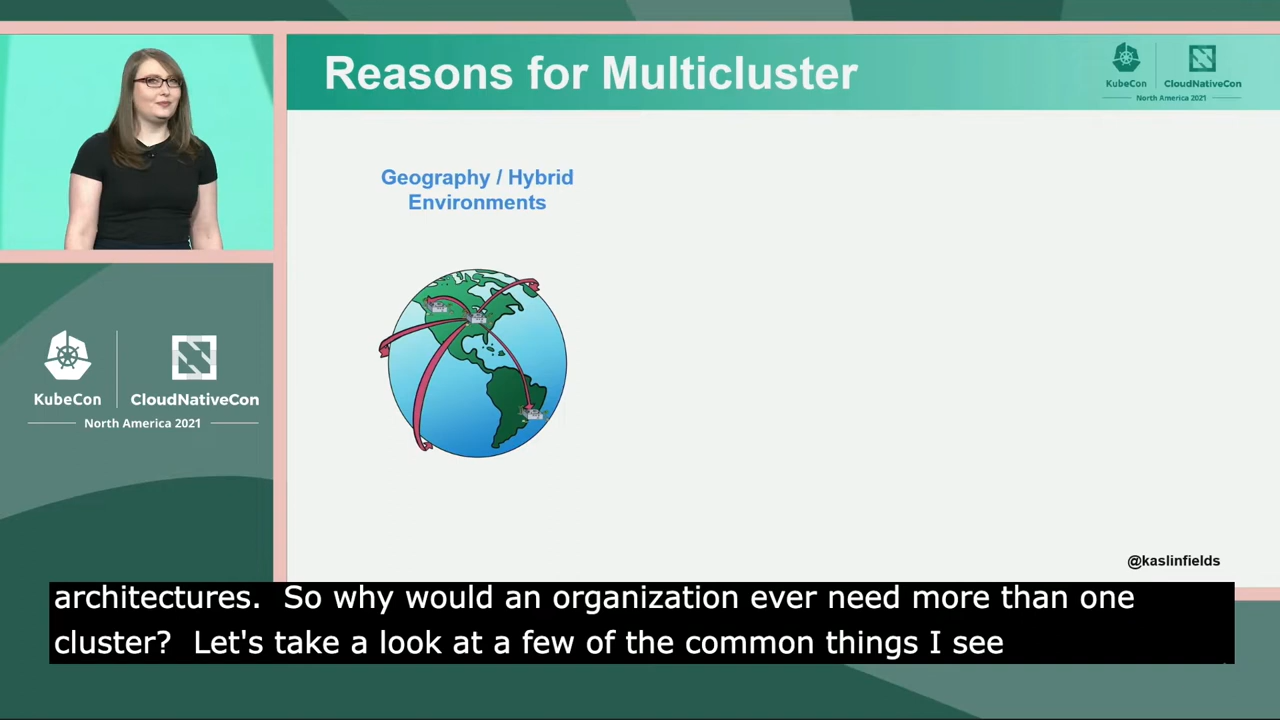 Reasons for Multicluster
KubeCon
CloudNativeCon
North America 2021
Geography / Hybrid
Environments
KubeCon
CloudNativeCon
North America 2021
@kaslinfields
architectures.  So why would an organization ever need more than one
cluster?  Let's take a look at a few of the common things I see